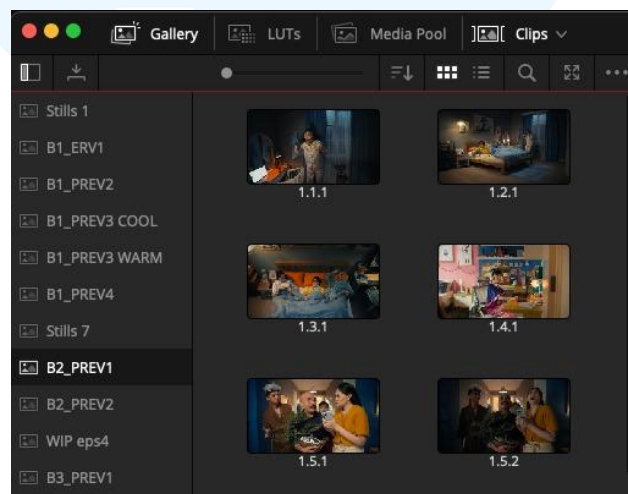 Gallery LUTs Media Pool Clips
Stills 1
B1_ERV1
B1_PREV2
B1_PREV3 COOL
B1_PREV3 WARM
B1_PREV4
Stills 7
B2_PREV1
B2_PREV2
WIP eps4
B3_PREV1
1.1.1 1.2.1
1.3.1 1.4.1
1.5.1 1.5.2